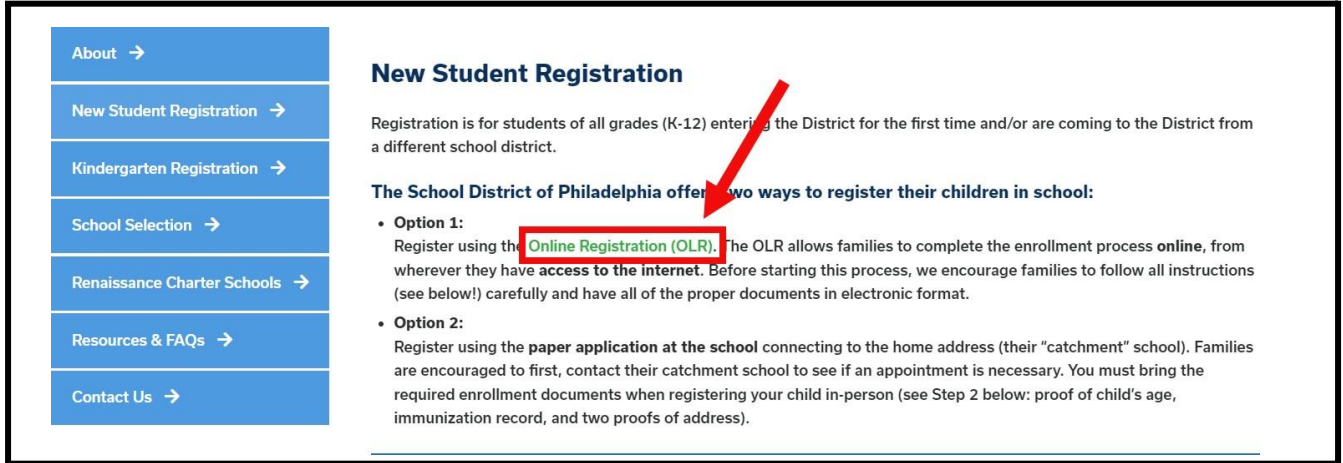 About →
New Student Registration →
Kindergarten Registration →
School Selection →
Renaissance Charter Schools →
Resources & FAQs →
Contact Us →
New Student Registration
Registration is for students of all grades (K-12) entering the District for the first time and/or are coming to the District from
a different school district.
The School District of Philadelphia offers two ways to register their children in school:
• Option 1:
Register using the Online Registration (OLR). The OLR allows families to complete the enrollment process online, from
wherever they have access to the internet. Before starting this process, we encourage families to follow all instructions
(see below!) carefully and have all of the proper documents in electronic format.
• Option 2:
Register using the paper application at the school connecting to the home address (their “catchment” school). Families
are encouraged to first, contact their catchment school to see if an appointment is necessary. You must bring the
required enrollment documents when registering your child in-person (see Step 2 below: proof of child’s age,
immunization record, and two proofs of address).